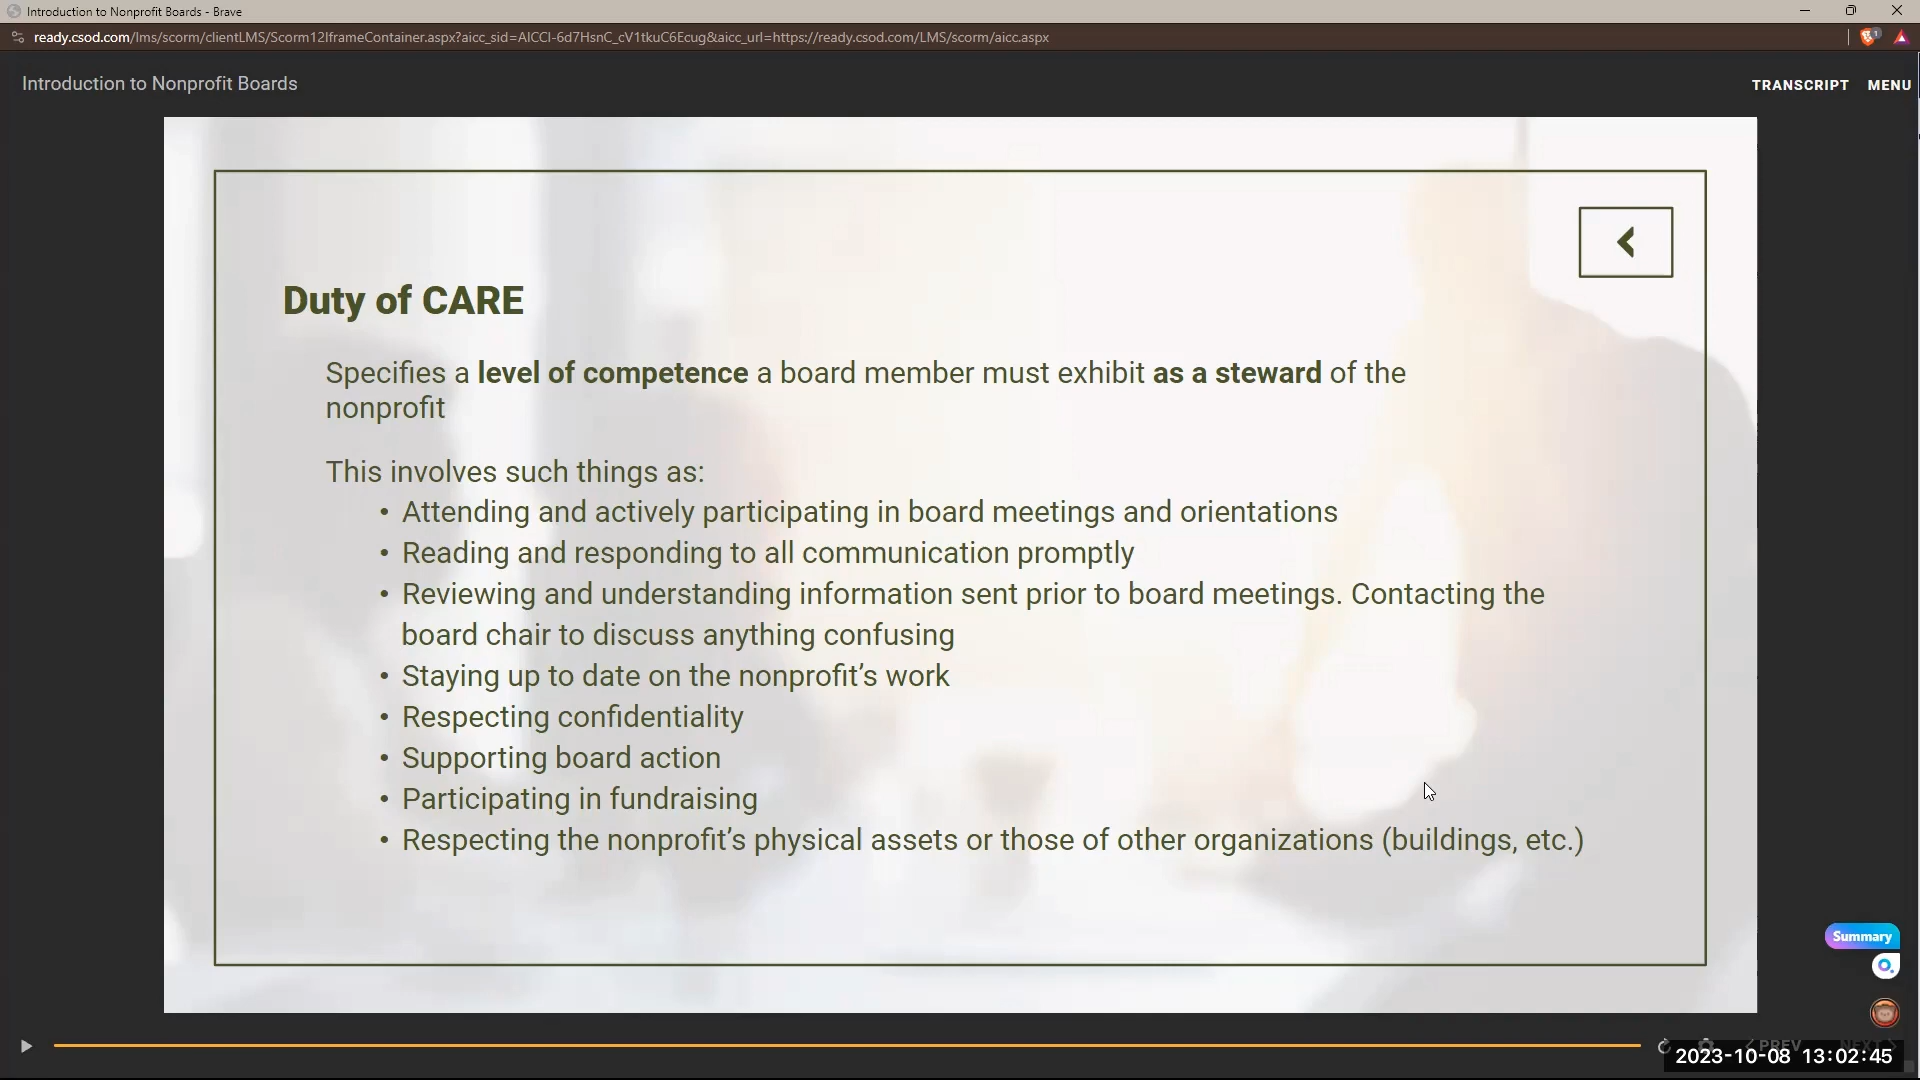 Introduction to Nonprofit Boards - Brave
ready.csod.com/lms/scorm/clientLMS/Scorm12IframeContainer.aspx?aicc_sid=AICCI-6d7HsnC_cV1tkuC6Ecug&aicc_url=https://ready.csod.com/LMS/scorm/aicc.aspx
1
Introduction to Nonprofit Boards
TRANSCRIPT MENU
Duty of CARE
Specifies a level of competence a board member must exhibit as a steward of the
nonprofit
This involves such things as:
• Attending and actively participating in board meetings and orientations
• Reading and responding to all communication promptly
• Reviewing and understanding information sent prior to board meetings. Contacting the
board chair to discuss anything confusing
• Staying up to date on the nonprofit's work
• Respecting confidentiality
• Supporting board action
• Participating in fundraising
• Respecting the nonprofit's physical assets or those of other organizations (buildings, etc.)
Summary
PREV NEXT
2023-10-08 13:02:45